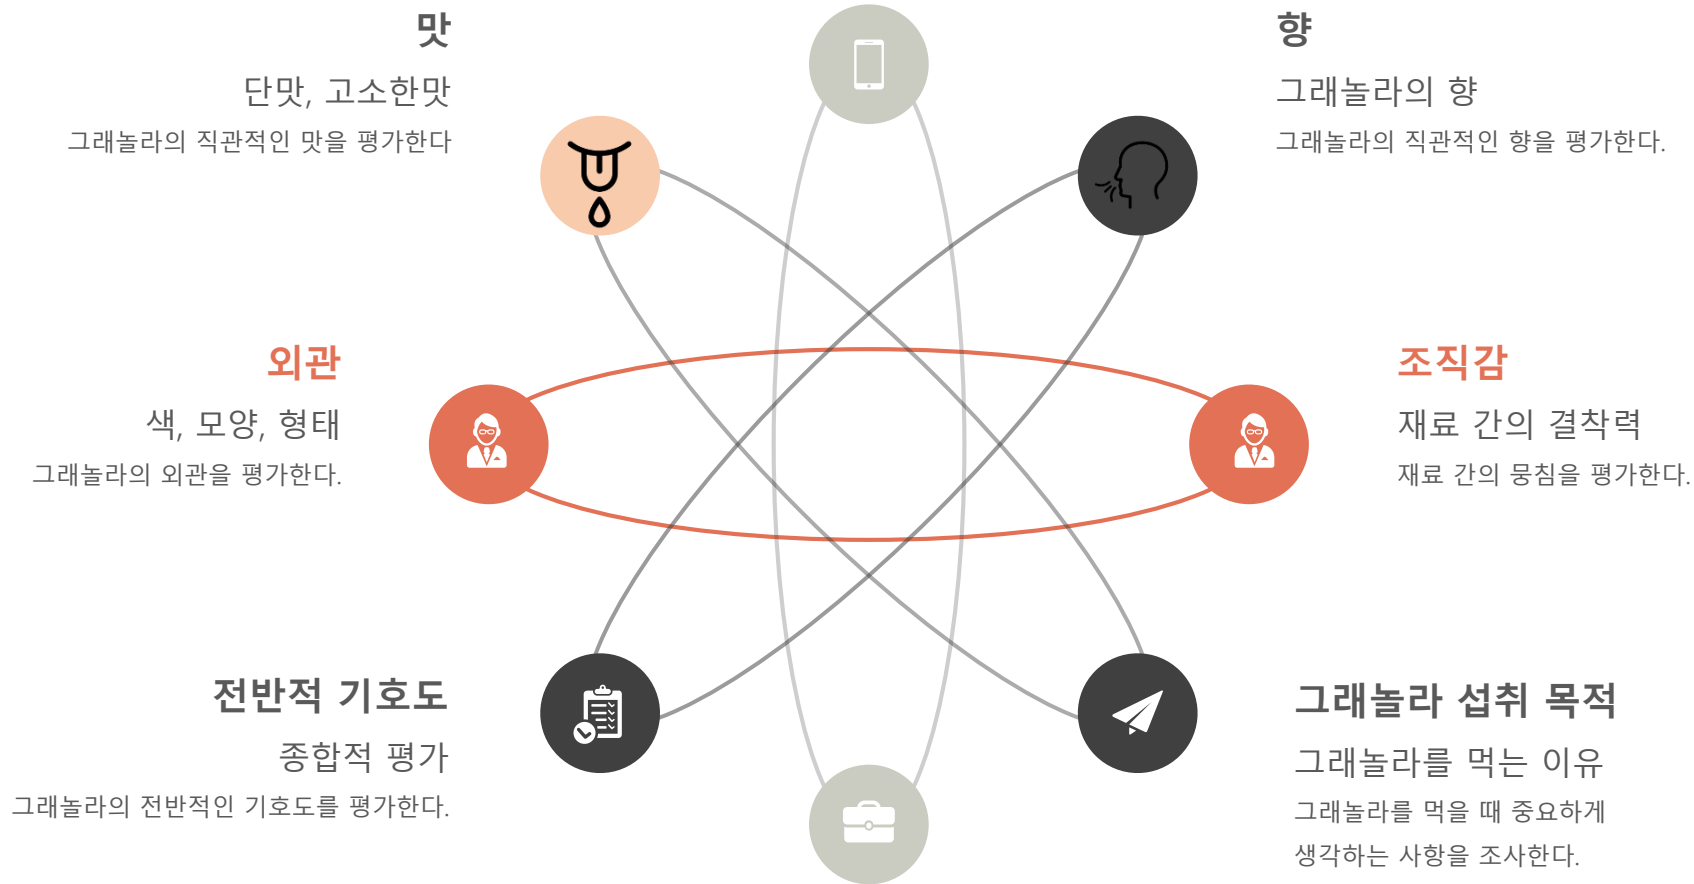 맛
단맛, 고소한맛
그래놀라의 직관적인 맛을 평가한다
향
그래놀라의 향
그래놀라의 직관적인 향을 평가한다.
외관
색, 모양, 형태
그래놀라의 외관을 평가한다.
조직감
재료 간의 결착력
재료 간의 뭉침을 평가한다.
전반적 기호도
종합적 평가
그래놀라의 전반적인 기호도를 평가한다.
그래놀라 섭취 목적
그래놀라를 먹는 이유
그래놀라를 먹을 때 중요하게
생각하는 사항을 조사한다.